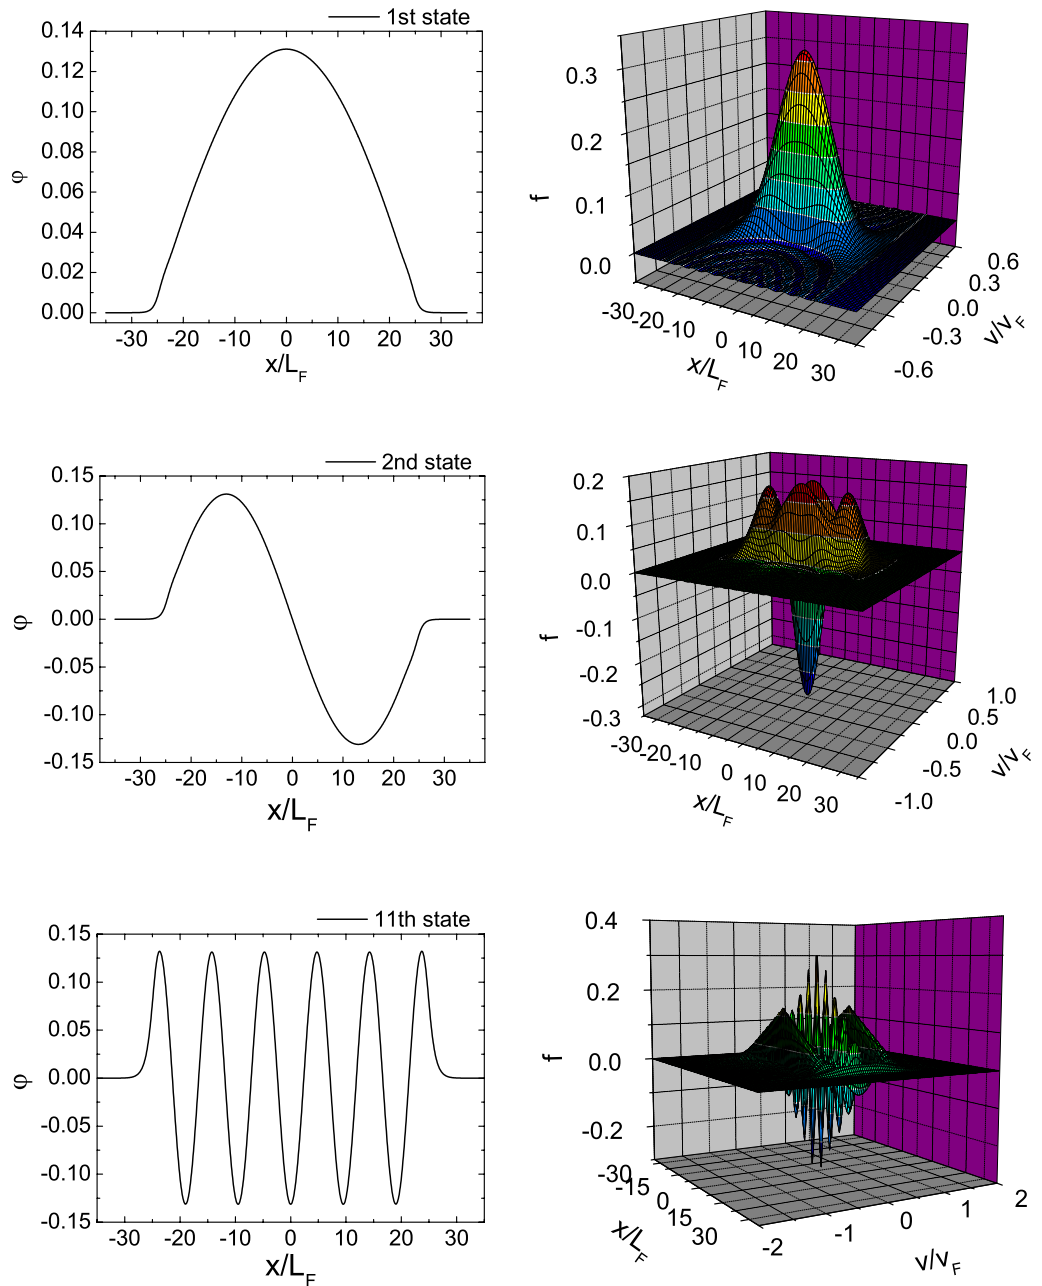 1st state
0.14
0.12
0.10
0.08
0.06
0.04
0.02
0.00
φ
-30 -20 -10 0 10 20 30
x/L_F
0.3
0.2
0.1
0.0
f
-30 -20 -10 0 10 20 30
x/L_F
0.6
0.3
0.0
-0.3
-0.6
v/v_F
2nd state
0.15
0.10
0.05
0.00
-0.05
-0.10
-0.15
φ
-30 -20 -10 0 10 20 30
x/L_F
0.2
0.1
0.0
-0.1
-0.2
-0.3
f
-30 -20 -10 0 10 20 30
x/L_F
1.0
0.5
0.0
-0.5
-1.0
v/v_F
11th state
0.15
0.10
0.05
0.00
-0.05
-0.10
-0.15
φ
-30 -20 -10 0 10 20 30
x/L_F
0.4
0.2
0.0
-0.2
f
-30
-15
0
15
30
x/L_F
-2 -1 0 1 2
v/v_F